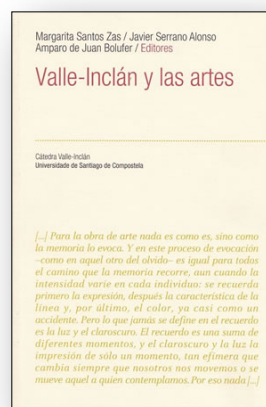 Margarita Santos Zas / Javier Serrano Alonso
Amparo de Juan Bolufer / Editores
Valle-Inclán y las artes
Cátedra Valle-Inclán
Universidade de Santiago de Compostela
[...] Para la obra de arte nada es como es, sino como
la memoria lo evoca. Y en este proceso de evocación
–como en aquel otro del olvido– es igual para todos
el camino que la memoria recorre, aun cuando la
intensidad varíe en cada individuo: se recuerda
primero la expresión, después la característica de la
línea y, por último, el color, ya casi como un
accidente. Pero lo que jamás se define en el recuerdo
es la luz y el claroscuro. El recuerdo es una suma de
diferentes momentos, y el claroscuro y la luz la
impresión de sólo un momento, tan efímera que
cambia siempre que nosotros nos movemos o se
mueve aquel a quien contemplamos. Por eso nada [...]